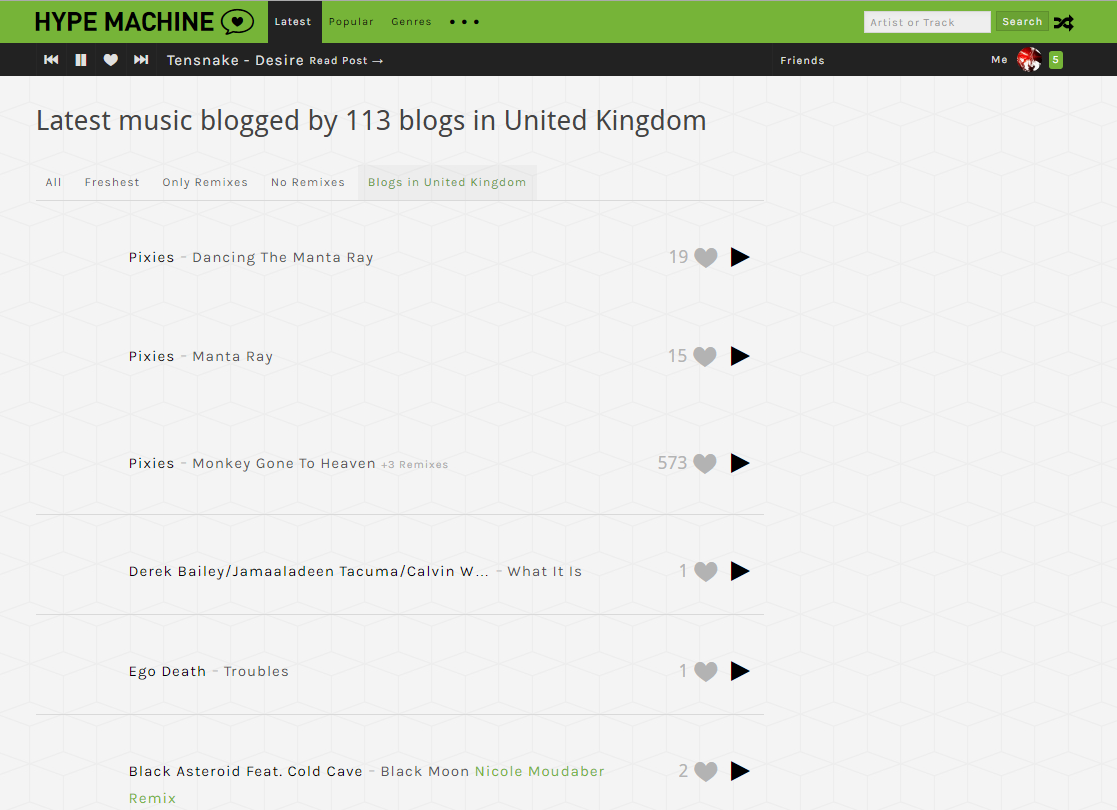 HYPE MACHINE Latest Popular Genres • • • Artist or Track Search
Tensnake - Desire Read Post → Friends Me 5
Latest music blogged by 113 blogs in United Kingdom
All Freshest Only Remixes No Remixes Blogs in United Kingdom
Pixies - Dancing The Manta Ray 19
Pixies - Manta Ray 15
Pixies - Monkey Gone To Heaven +3 Remixes 573
Derek Bailey/Jamaaladeen Tacuma/Calvin W... - What It Is 1
Ego Death - Troubles 1
Black Asteroid Feat. Cold Cave - Black Moon Nicole Moudaber 2
Remix